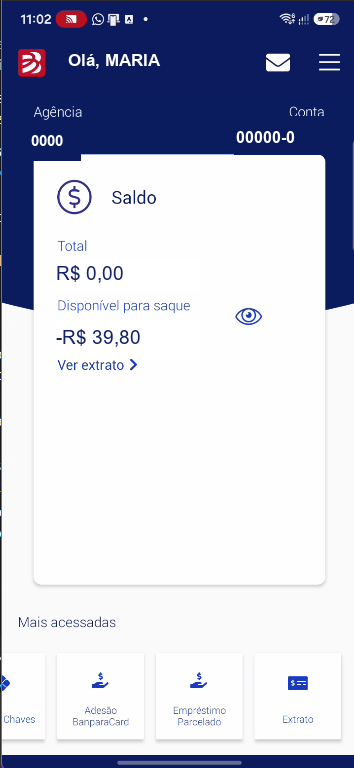 11:02
72
Olá, MARIA
Agência
Conta
0000
00000-0
Saldo
Total
R$ 0,00
Disponível para saque
-R$ 39,80
Ver extrato
Mais acessadas
Chaves
Adesão
BanparaCard
Empréstimo
Parcelado
Extrato